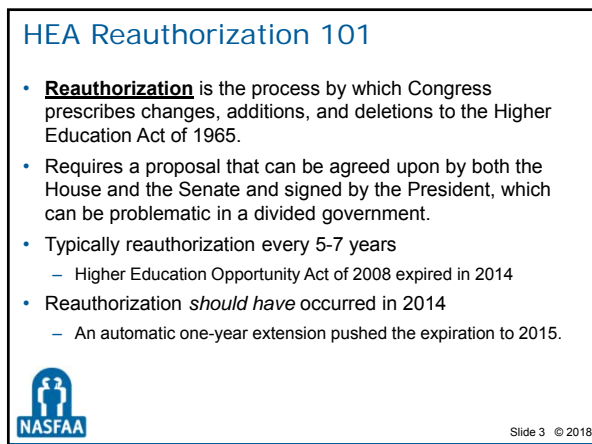 HEA Reauthorization 101
• Reauthorization is the process by which Congress
prescribes changes, additions, and deletions to the Higher
Education Act of 1965.
• Requires a proposal that can be agreed upon by both the
House and the Senate and signed by the President, which
can be problematic in a divided government.
• Typically reauthorization every 5-7 years
– Higher Education Opportunity Act of 2008 expired in 2014
• Reauthorization should have occurred in 2014
– An automatic one-year extension pushed the expiration to 2015.
NASFAA
Slide 3 © 2018